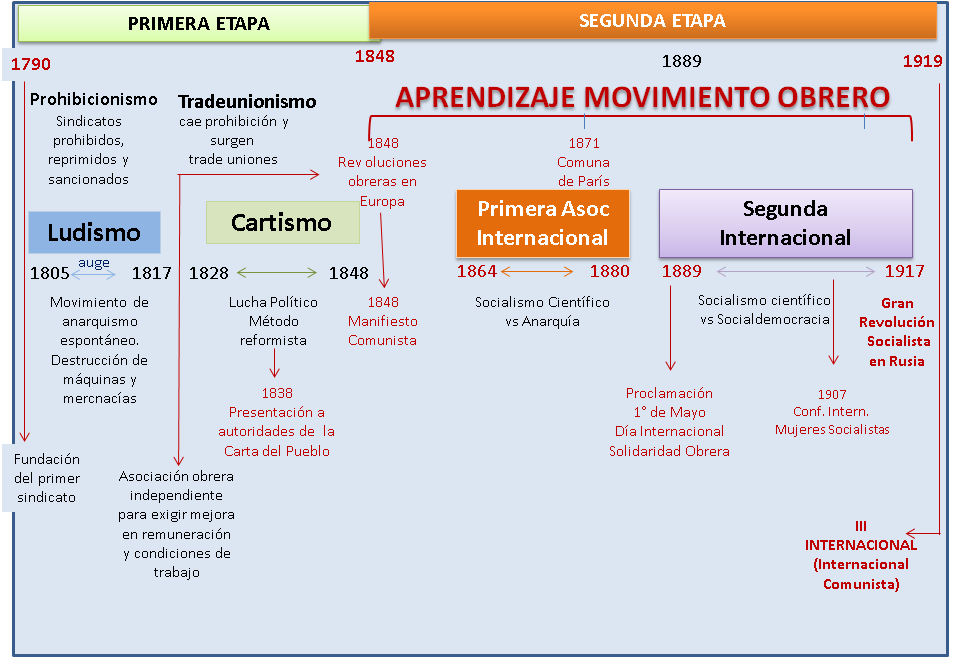 PRIMERA ETAPA
SEGUNDA ETAPA
1790
1848
1889
1919
APRENDIZAJE MOVIMIENTO OBRERO
Prohibicionismo
Sindicatos
prohibidos,
reprimidos y
sancionados
Tradeunionismo
cae prohibición y
surgen
trade uniones
1848
Revoluciones
obreras en
Europa
1871
Comuna
de París
Ludismo
auge
1805
1817
Movimiento de
anarquismo
espontáneo.
Destrucción de
máquinas y
mercnacías
Cartismo
1828
1848
Lucha Político
Método
reformista
1838
Presentación a
autoridades de la
Carta del Pueblo
1848
Manifiesto
Comunista
Primera Asoc
Internacional
1864
1880
Socialismo Científico
vs Anarquía
Segunda
Internacional
1889
1917
Socialismo científico
vs Socialdemocracia
Gran
Revolución
Socialista
en Rusia
Proclamación
1° de Mayo
Día Internacional
Solidaridad Obrera
1907
Conf. Intern.
Mujeres Socialistas
Fundación
del primer
sindicato
Asociación obrera
independiente
para exigir mejora
en remuneración
y condiciones de
trabajo
III
INTERNACIONAL
(Internacional
Comunista)